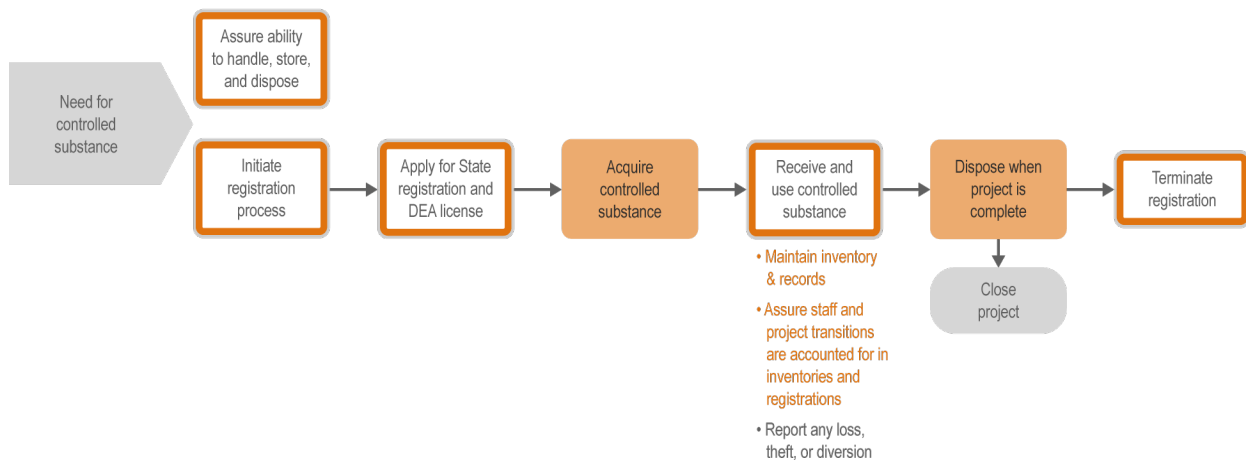 Need for
controlled
substance
Assure ability
to handle, store,
and dispose
Initiate
registration
process
Apply for State
registration and
DEA license
Acquire
controlled
substance
Receive and
use controlled
substance
• Maintain inventory
& records
• Assure staff and
project transitions
are accounted for in
inventories and
registrations
• Report any loss,
theft, or diversion
Dispose when
project is
complete
Close
project
Terminate
registration